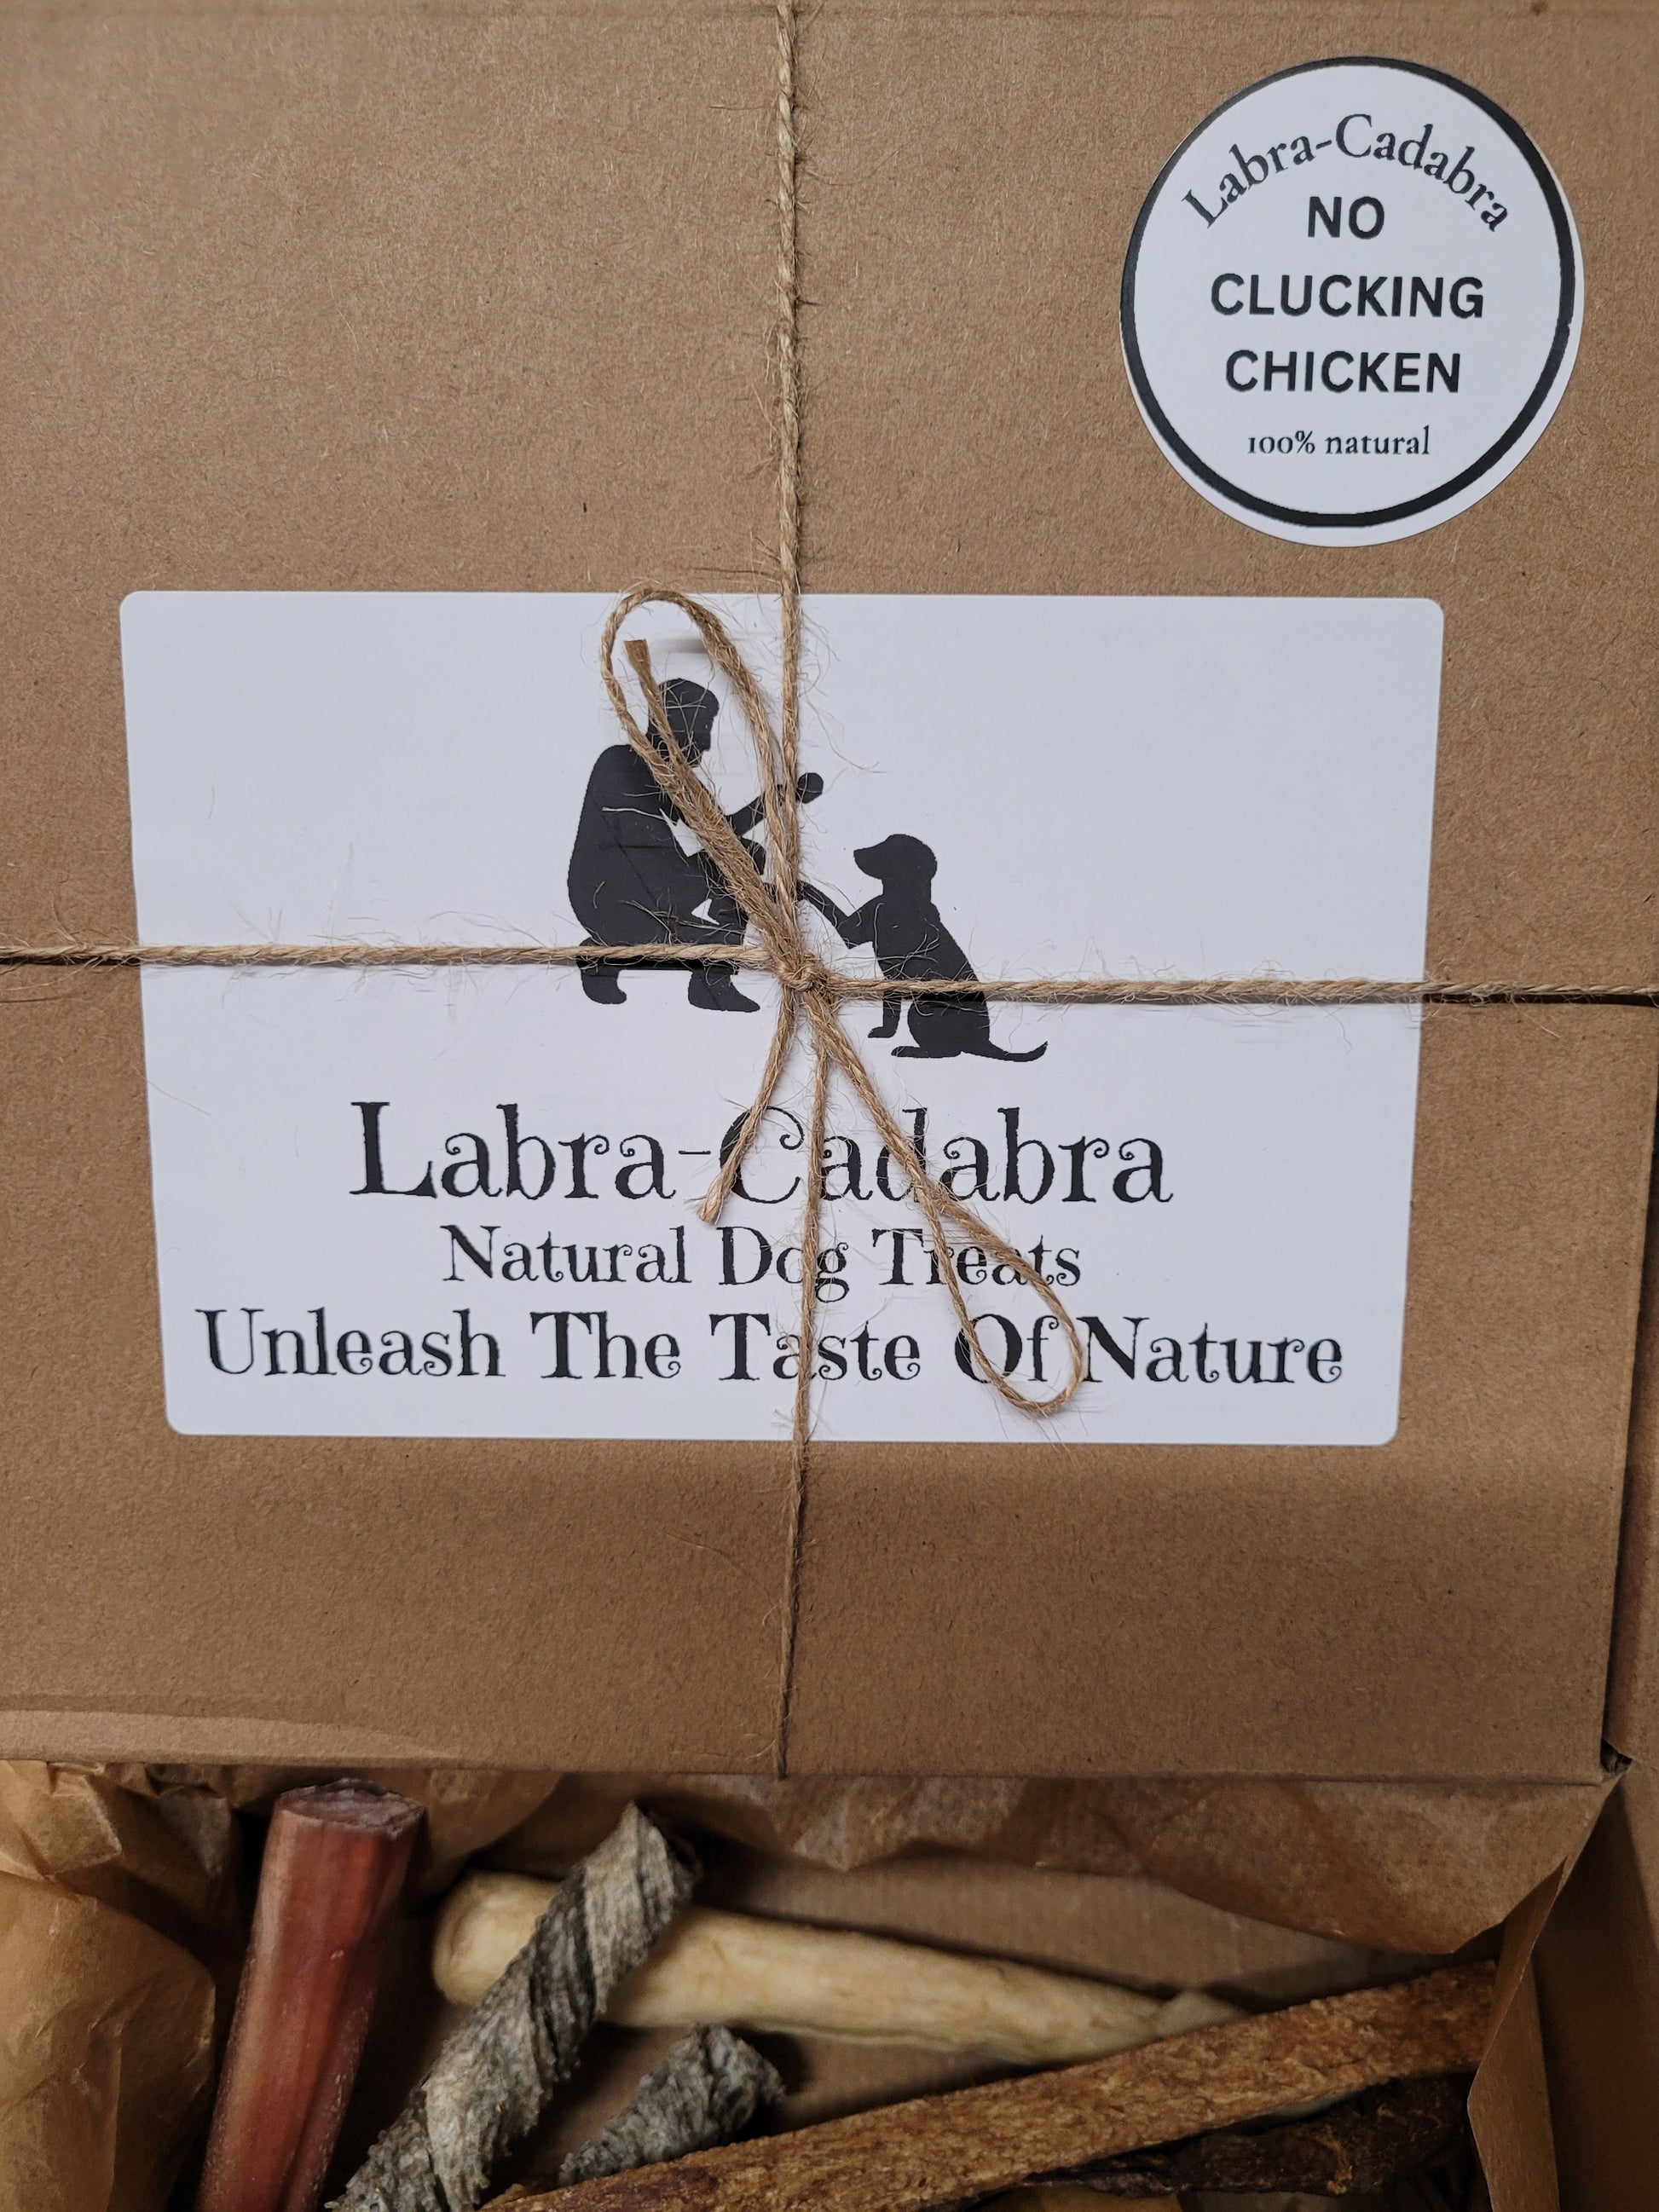 Labra-Cadabra
NO
CLUCKING
CHICKEN
100% natural
Labra-Cadabra
Natural Dog Treats
Unleash The Taste Of Nature